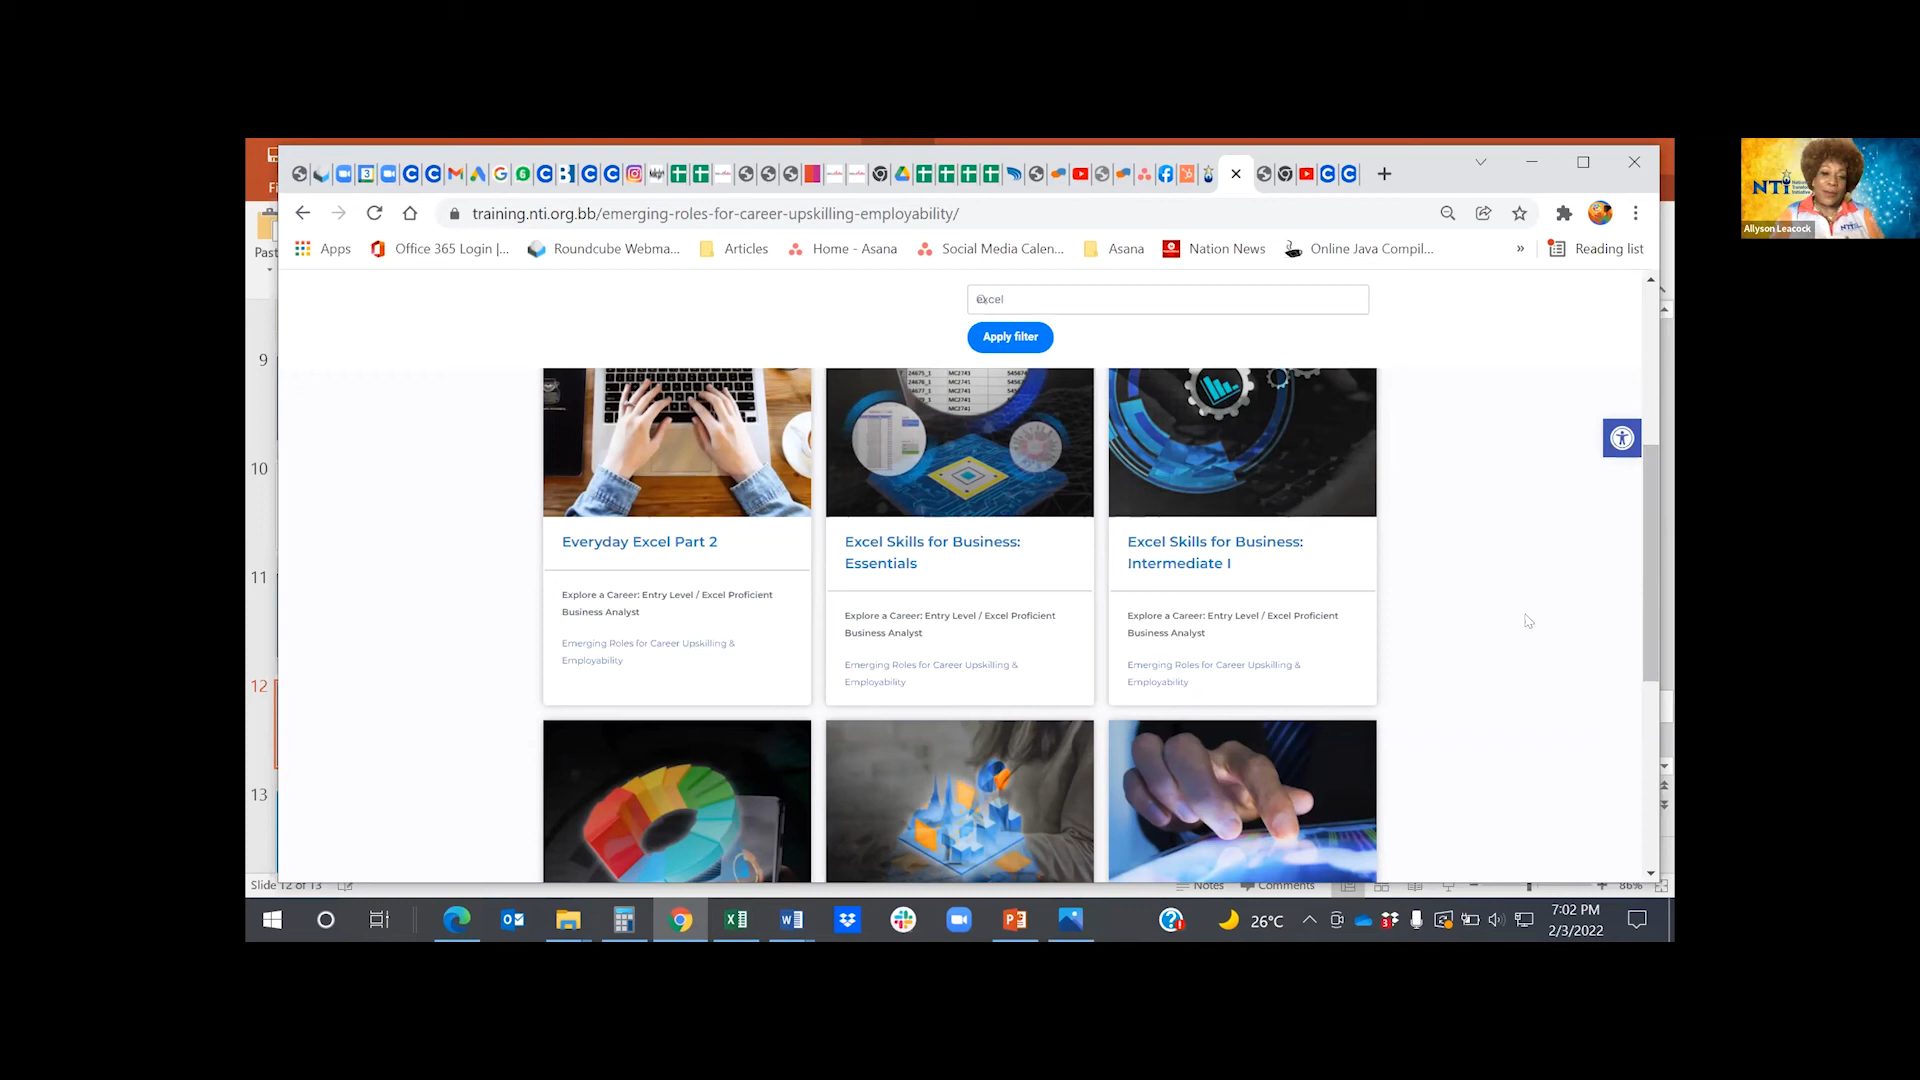 training.nti.org.bb/emerging-roles-for-career-upskilling-employability/
Apps
Office 365 Login |...
Roundcube Webma...
Articles
Home - Asana
Social Media Calen...
Asana
Nation News
Online Java Compil...
»
Reading list
Past
excel
Apply filter
Everyday Excel Part 2
Explore a Career: Entry Level / Excel Proficient
Business Analyst
Emerging Roles for Career Upskilling &
Employability
Excel Skills for Business:
Essentials
Explore a Career: Entry Level / Excel Proficient
Business Analyst
Emerging Roles for Career Upskilling &
Employability
Excel Skills for Business:
Intermediate I
Explore a Career: Entry Level / Excel Proficient
Business Analyst
Emerging Roles for Career Upskilling &
Employability
9
10
11
12
13
Slide 12 of 13
Notes
Comments
86%
26°C
7:02 PM
2/3/2022
NTi
Allyson Leacock